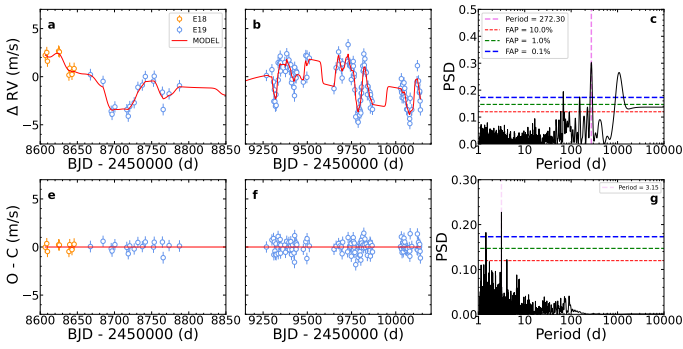 a
E18
E19
MODEL
5
0
−5
Δ RV (m/s)
8600 8650 8700 8750 8800 8850
BJD - 2450000 (d)
b
9250 9500 9750 10000
BJD - 2450000 (d)
c
Period = 272.30
FAP = 10.0%
FAP = 1.0%
FAP = 0.1%
PSD
0.5
0.4
0.3
0.2
0.1
0.0
1 10 100 1000 10000
Period (d)
e
5
0
−5
O - C (m/s)
8600 8650 8700 8750 8800 8850
BJD - 2450000 (d)
f
9250 9500 9750 10000
BJD - 2450000 (d)
g
Period = 3.15
PSD
0.30
0.20
0.10
0.00
1 10 100 1000 10000
Period (d)